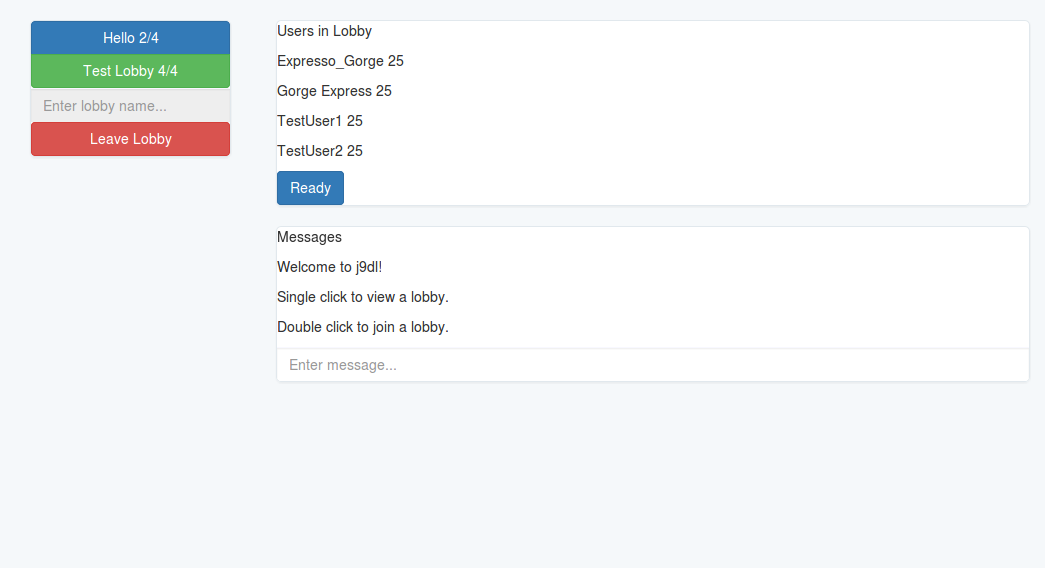 Hello 2/4
Test Lobby 4/4
Enter lobby name...
Leave Lobby
Users in Lobby
Expresso_Gorge 25
Gorge Express 25
TestUser1 25
TestUser2 25
Ready
Messages
Welcome to j9dl!
Single click to view a lobby.
Double click to join a lobby.
Enter message...